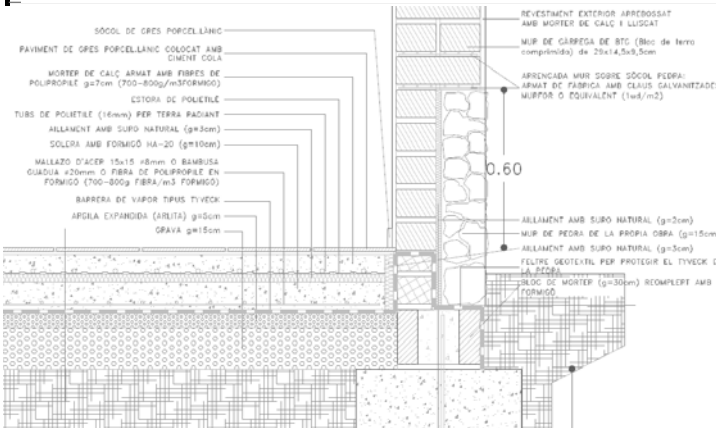 SÒCOL DE GRES PORCEL.LÀNIC
PAVIMENT DE GRES PORCEL.LANIC COLOCAT AMB
CIMENT COLA
MORTER DE CALÇ ARMAT AMB FIBRES DE
POLIPROPILE g=7cm (700-800g/m3FORMIGÓ)
ESTORA DE POLIETILÉ
TUBS DE POLIETILE (16mm) PER TERRA RADIANT
AILLAMENT AMB SURO NATURAL (g=3cm)
SOLERA AMB FORMIGÓ HA-20 (g=10cm)
MALLAZO D'ACER 15x15 ø8mm O BAMBUSA
GUADUA ø20mm O FIBRA DE POLIPROPILE EN
FORMIGÓ (700-800g FIBRA/m3 FORMIGÓ)
BARRERA DE VAPOR TIPUS TYVECK
ARGILA EXPANDIDA (ARLITA) g=5cm
GRAVA g=15cm
REVESTIMENT EXTERIOR ARREBOSSAT
AMB MORTER DE CALÇ I LLISCAT
MUR DE CÀRREGA DE BTC (Bloc de terra
comprimida) de 29x14,5x9,5cm
ARRENCADA MUR SOBRE SÒCOL PEDRA:
ARMAT DE FÀBRICA AMB CLAUS GALVANITZADES
MURFOR O EQUIVALENT (1ud/m2)
0.60
AILLAMENT AMB SURO NATURAL (g=2cm)
MUR DE PEDRA DE LA PROPIA OBRA (g=15cm
AILLAMENT AMB SURO NATURAL (g=3cm)
FELTRE GEOTEXTIL PER PROTEGIR EL TYVECK D
LA PEDRA
BLOC DE MORTER (g=30cm) REOMPLERT AMB
FORMIGÓ